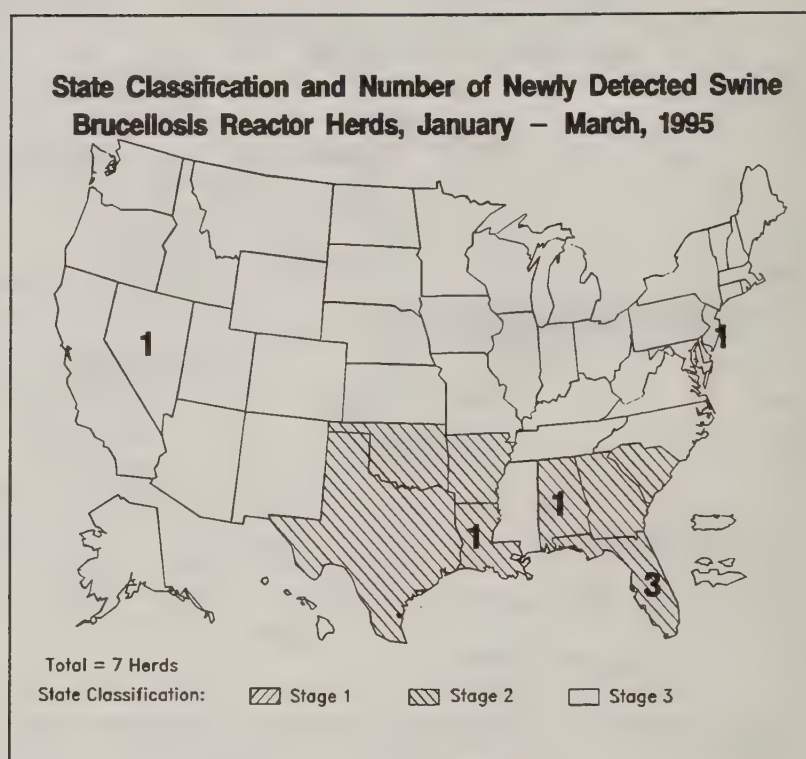 State Classification and Number of Newly Detected Swine
Brucellosis Reactor Herds, January – March, 1995
1
1
1
1
3
Total = 7 Herds
State Classification: Stage 1 Stage 2 Stage 3